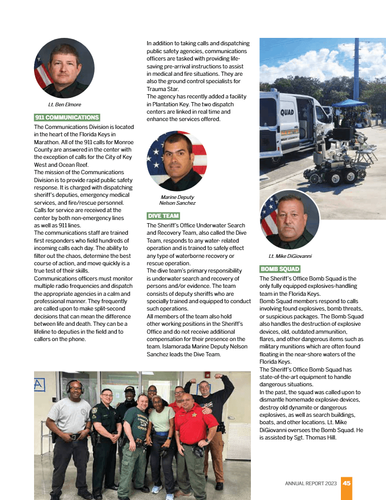 Lt. Ben Elmore
911 COMMUNICATIONS
The Communications Division is located
in the heart of the Florida Keys in
Marathon. All of the 911 calls for Monroe
County are answered in the center with
the exception of calls for the City of Key
West and Ocean Reef.
The mission of the Communications
Division is to provide rapid public safety
response. It is charged with dispatching
sheriff's deputies, emergency medical
services, and fire/rescue personnel.
Calls for service are received at the
center by both non-emergency lines
as well as 911 lines.
The communications staff are trained
first responders who field hundreds of
incoming calls each day. The ability to
filter out the chaos, determine the best
course of action, and move quickly is a
true test of their skills.
Communications officers must monitor
multiple radio frequencies and dispatch
the appropriate agencies in a calm and
professional manner. They frequently
are called upon to make split-second
decisions that can mean the difference
between life and death. They can be a
lifeline to deputies in the field and to
callers on the phone.
In addition to taking calls and dispatching
public safety agencies, communications
officers are tasked with providing life-
saving pre-arrival instructions to assist
in medical and fire situations. They are
also the ground control specialists for
Trauma Star.
The agency has recently added a facility
in Plantation Key. The two dispatch
centers are linked in real time and
enhance the services offered.
Marine Deputy
Nelson Sanchez
DIVE TEAM
The Sheriff's Office Underwater Search
and Recovery Team, also called the Dive
Team, responds to any water- related
operation and is trained to safely effect
any type of waterborne recovery or
rescue operation.
The dive team's primary responsibility
is underwater search and recovery of
persons and/or evidence. The team
consists of deputy sheriffs who are
specially trained and equipped to conduct
such operations.
All members of the team also hold
other working positions in the Sheriff's
Office and do not receive additional
compensation for their presence on the
team. Islamorada Marine Deputy Nelson
Sanchez leads the Dive Team.
SQUAD
Lt. Mike DiGiovanni
BOMB SQUAD
The Sheriff's Office Bomb Squad is the
only fully equipped explosives-handling
team in the Florida Keys.
Bomb Squad members respond to calls
involving found explosives, bomb threats,
or suspicious packages. The Bomb Squad
also handles the destruction of explosive
devices, old, outdated ammunition,
flares, and other dangerous items such as
military munitions which are often found
floating in the near-shore waters of the
Florida Keys.
The Sheriff's Office Bomb Squad has
state-of-the-art equipment to handle
dangerous situations.
In the past, the squad was called upon to
dismantle homemade explosive devices,
destroy old dynamite or dangerous
explosives, as well as search buildings,
boats, and other locations. Lt. Mike
DiGiovanni oversees the Bomb Squad. He
is assisted by Sgt. Thomas Hill.
ANNUAL REPORT 2023 45